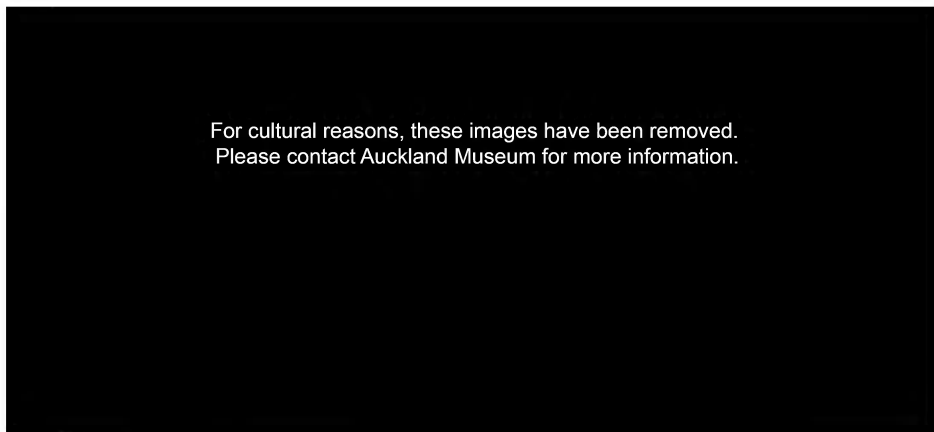 For cultural reasons, these images have been removed.
Please contact Auckland Museum for more information.